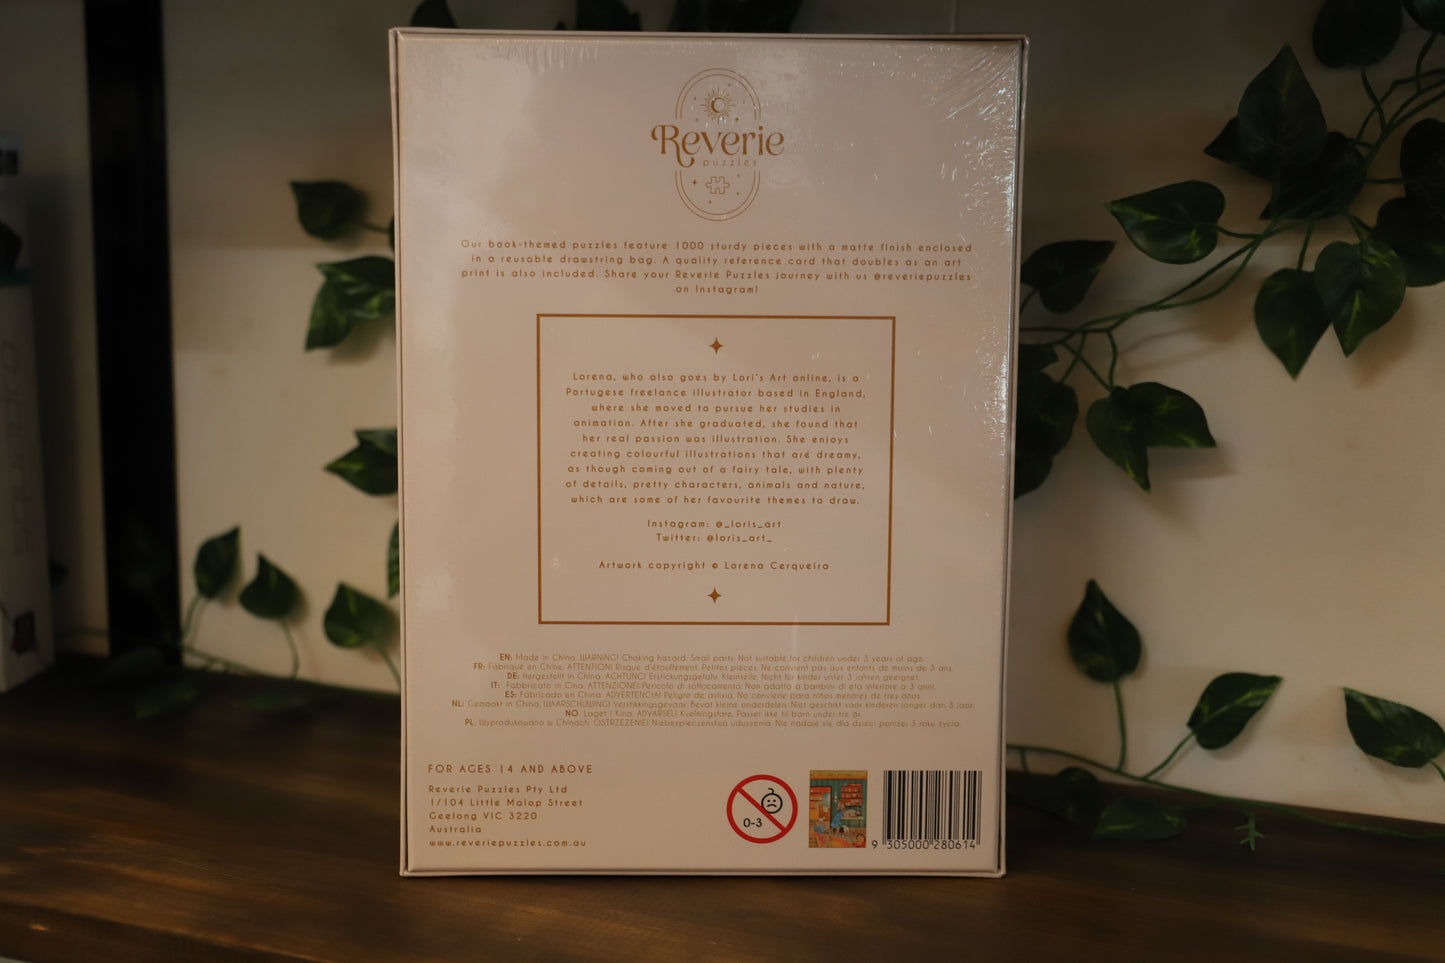 Reverie
puzzles
Our book-themed puzzles feature 1000 sturdy pieces with a matte finish enclosed
in a reusable drawstring bag. A quality reference card that doubles as an art
print is also included. Share your Reverie Puzzles journey with us @reveriepuzzles
on Instagram!
Lorena, who also goes by Lori's Art online, is a
Portugese freelance illustrator based in England,
where she moved to pursue her studies in
animation. After she graduated, she found that
her real passion was illustration. She enjoys
creating colourful illustrations that are dreamy,
as though coming out of a fairy tale, with plenty
of details, pretty characters, animals and nature,
which are some of her favourite themes to draw.
Instagram: @_loris_art
Twitter: @loris_art_
Artwork copyright © Lorena Cerqueira
EN: Made in China. WARNING! Choking hazard. Small parts. Not suitable for children under 3 years of age.
FR: Fabriqué en Chine. ATTENTION! Risque d'étouffement. Petites pieces. Ne convient pas aux enfants de moins de 3 ans.
DE: Hergestellt in China. ACHTUNG! Erstickungsgefahr. Kleinteile. Nicht für kinder unter 3 jahren geeignet.
IT: Fabbricato in Cina. ATTENZIONE! Pericolo di soffocamento. Non adatto a bambini di età inferiore a 3 anni.
ES: Fabricado en China. ADVERTENCIA! Peligro de asfixia. No conviene para niños menores de tres años.
NL: Gemaakt in China. WAARSCHUWING! Verstikkingsgevaar. Bevat kleine onderdelen. Niet geschikt voor kinderen jonger dan 3 jaar.
NO: Laget i Kina. ADVARSEL! Kvelningsfare. Passer ikke til barn under tre år.
PL: Wyprodukowano w Chinach. OSTRZEZENIE! Niebezpieczenstwo uduszenia. Nie nadaje się dla dzieci ponizej 3 roku życia.
FOR AGES 14 AND ABOVE
Reverie Puzzles Pty Ltd
1/104 Little Malop Street
Geelong VIC 3220
Australia
www.reveriepuzzles.com.au
0-3
9 305000 280614